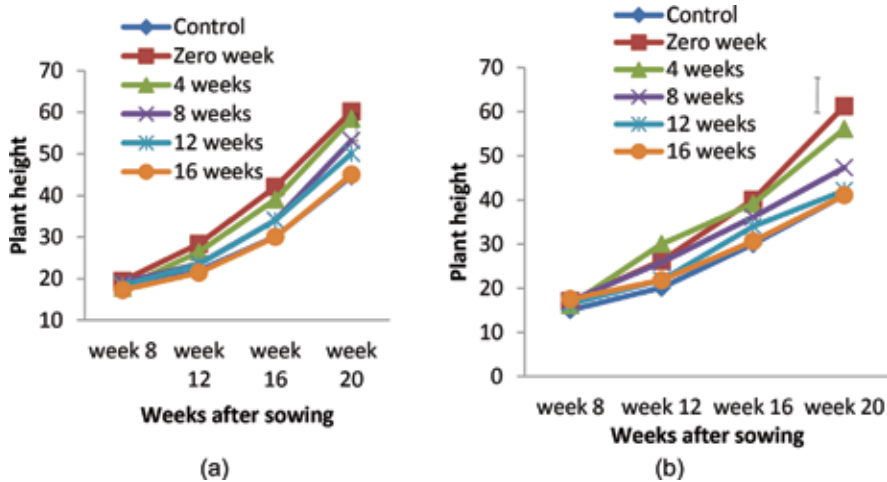 Control
Zero week
4 weeks
8 weeks
12 weeks
16 weeks
70
60
50
40
30
20
10
Plant height
week 8 week 12 week 16 week 20
Weeks after sowing
(a)
Control
Zero week
4 weeks
8 weeks
12 weeks
16 weeks
70
60
50
40
30
20
10
0
Plant height
week 8 week 12 week 16 week 20
Weeks after sowing
(b)